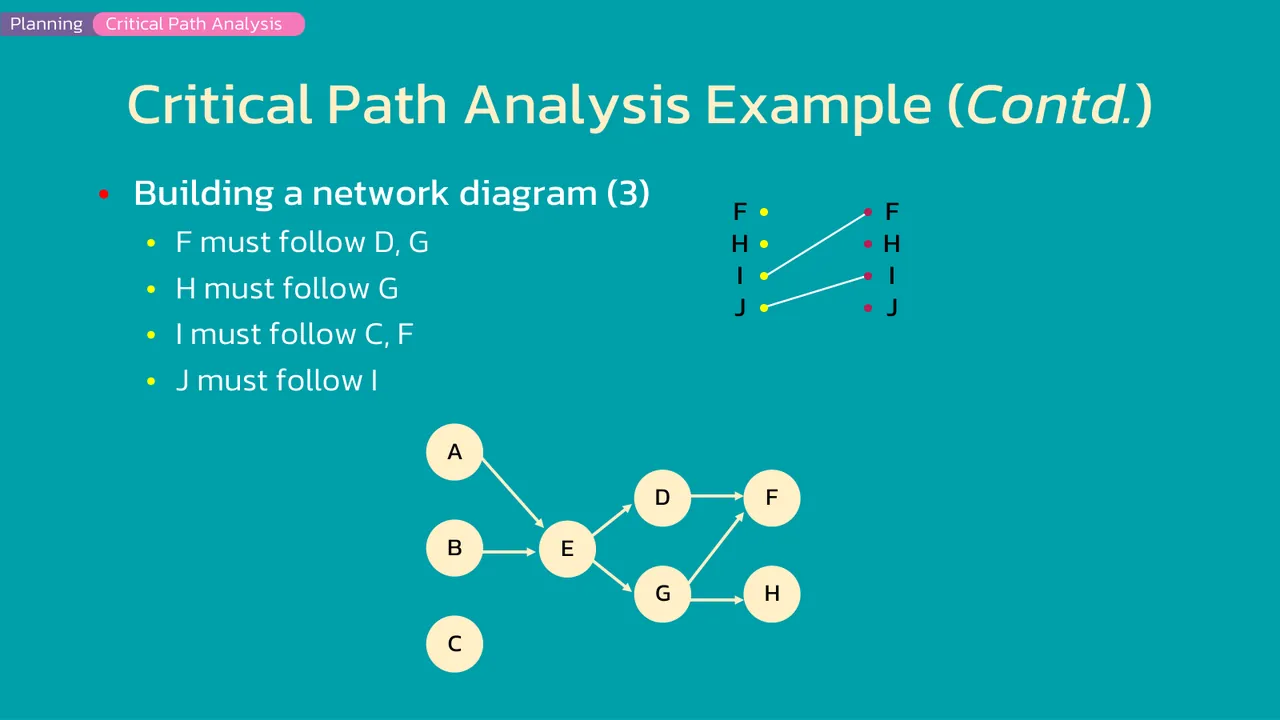 Planning Critical Path Analysis
Critical Path Analysis Example (Contd.)
Building a network diagram (3)
F must follow D, G
H must follow G
I must follow C, F
J must follow I
F F
H H
I I
J J
A
D F
B E
G H
C